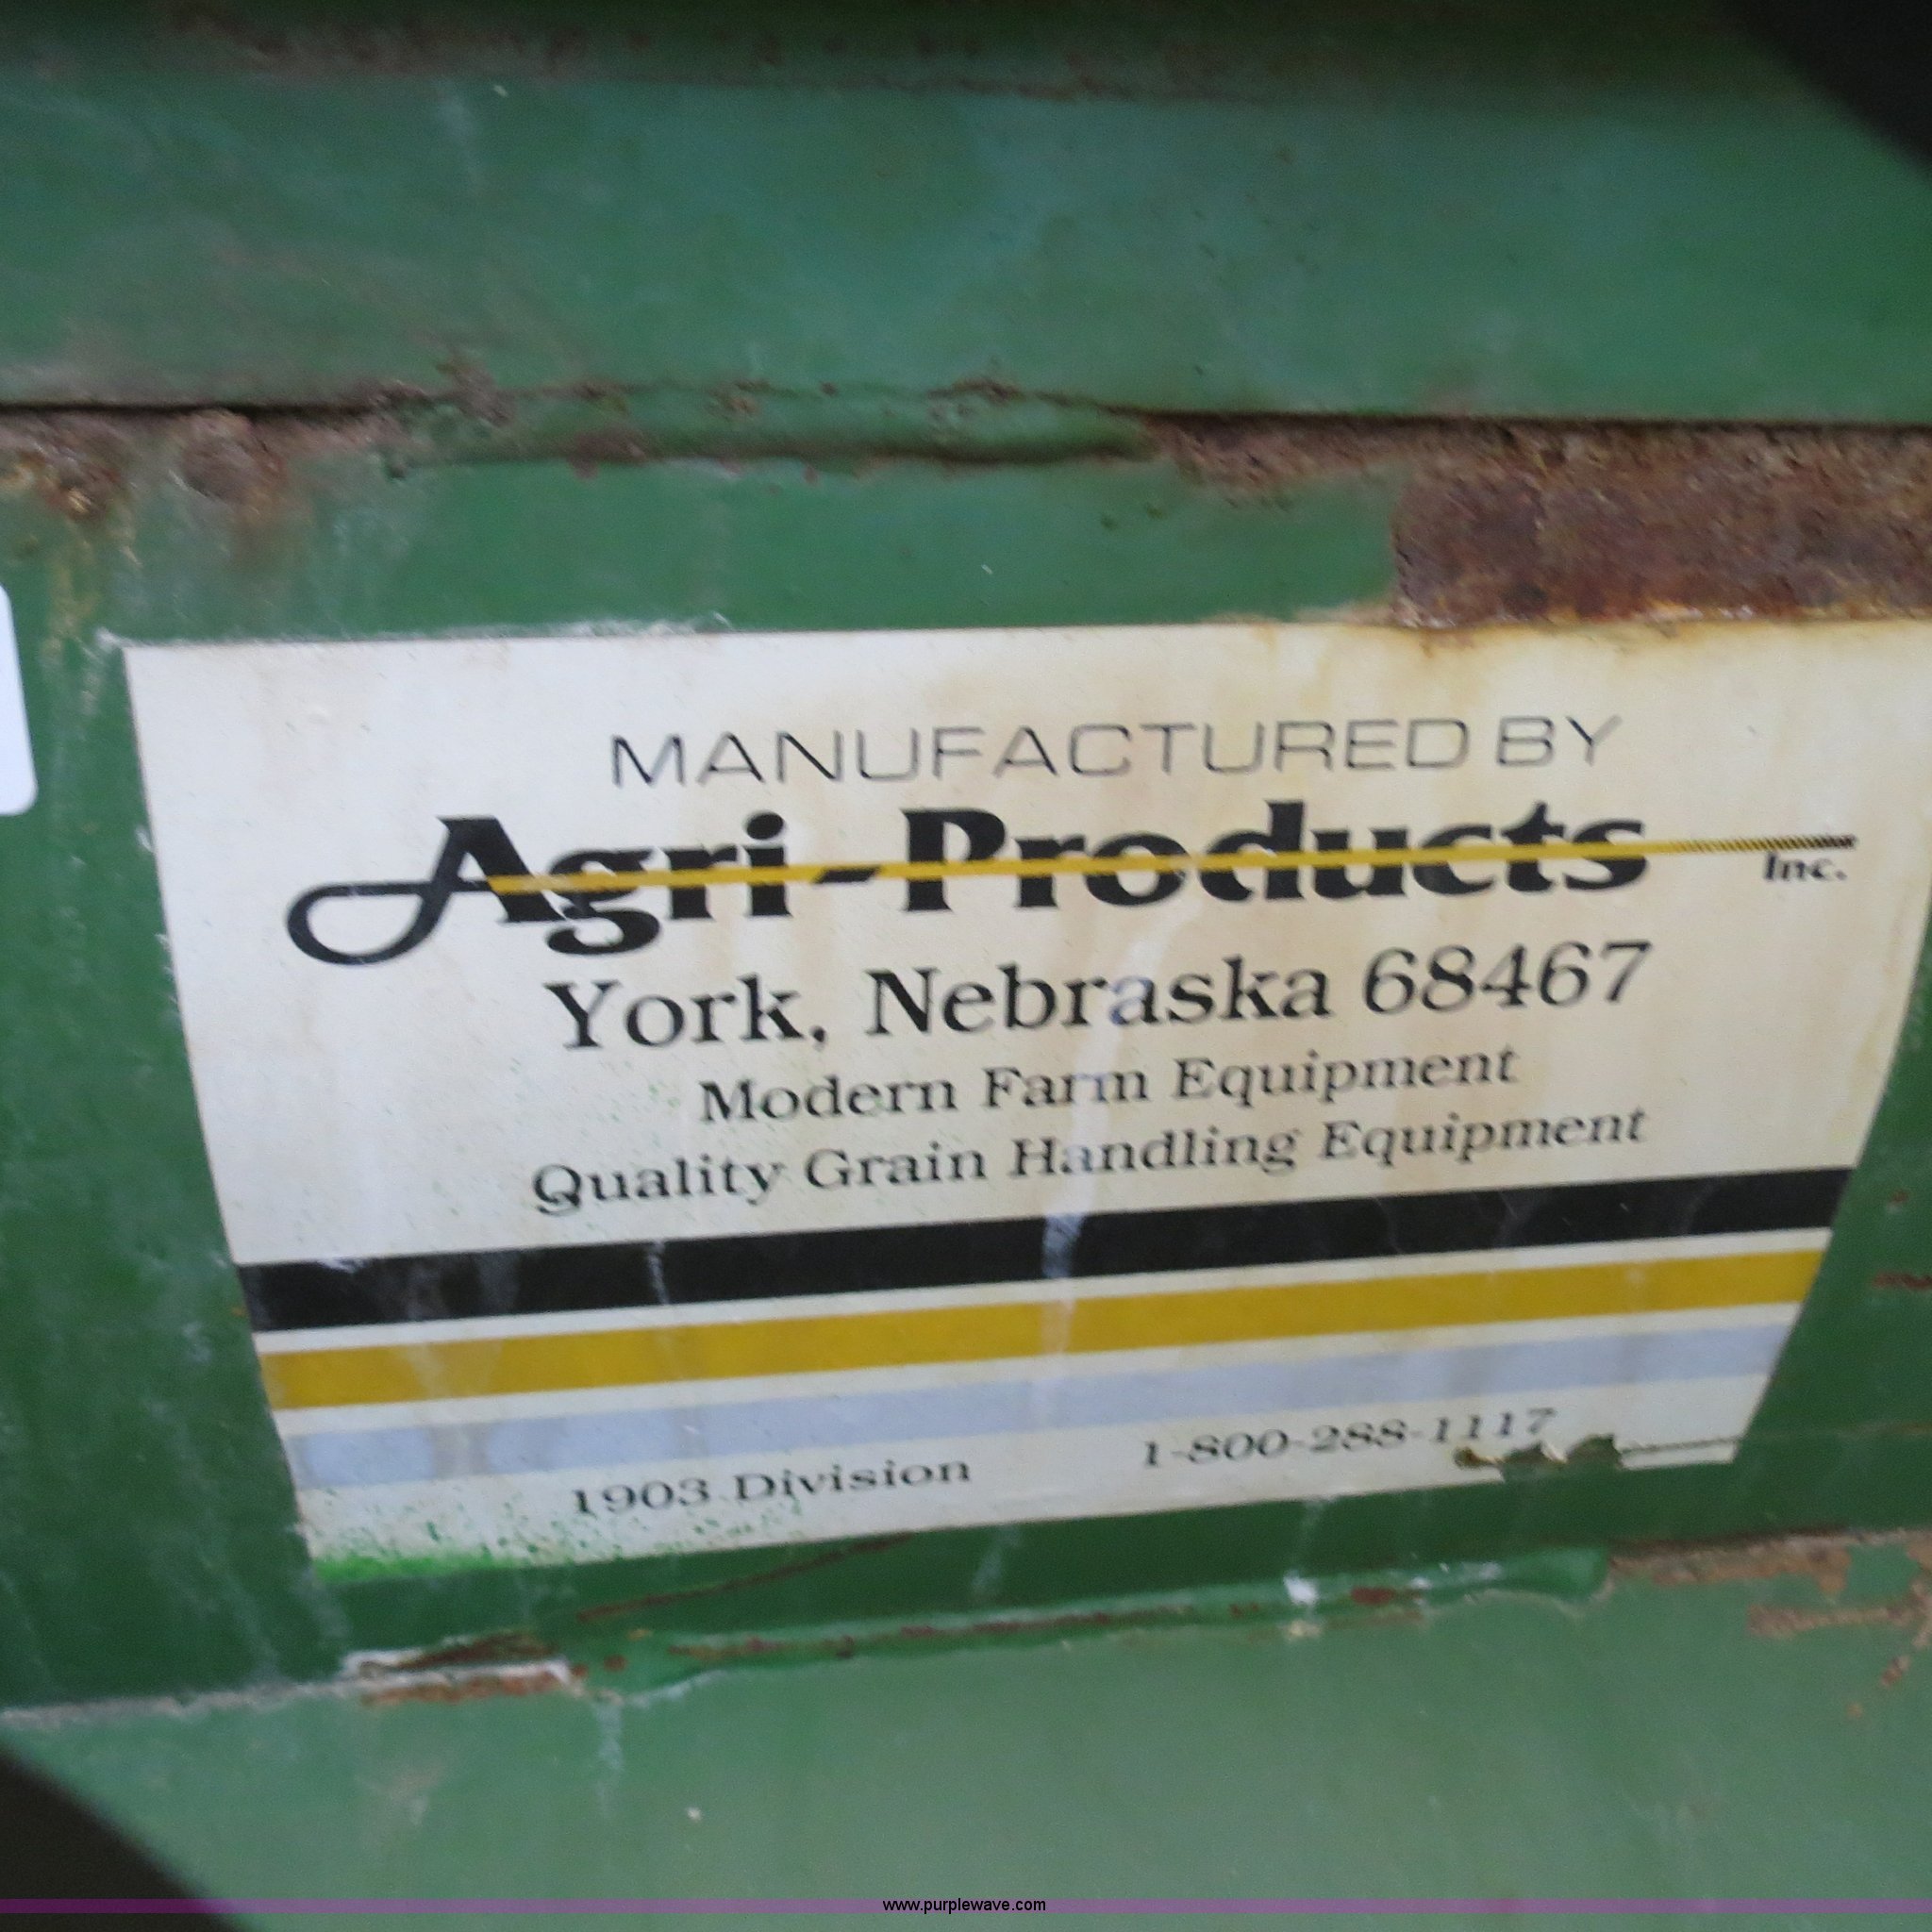 MANUFACTURED BY
Agri-Products
Inc.
York, Nebraska 68467
Modern Farm Equipment
Quality Grain Handling Equipment
1903 Division 1-800-288-1117
www.purplewave.com